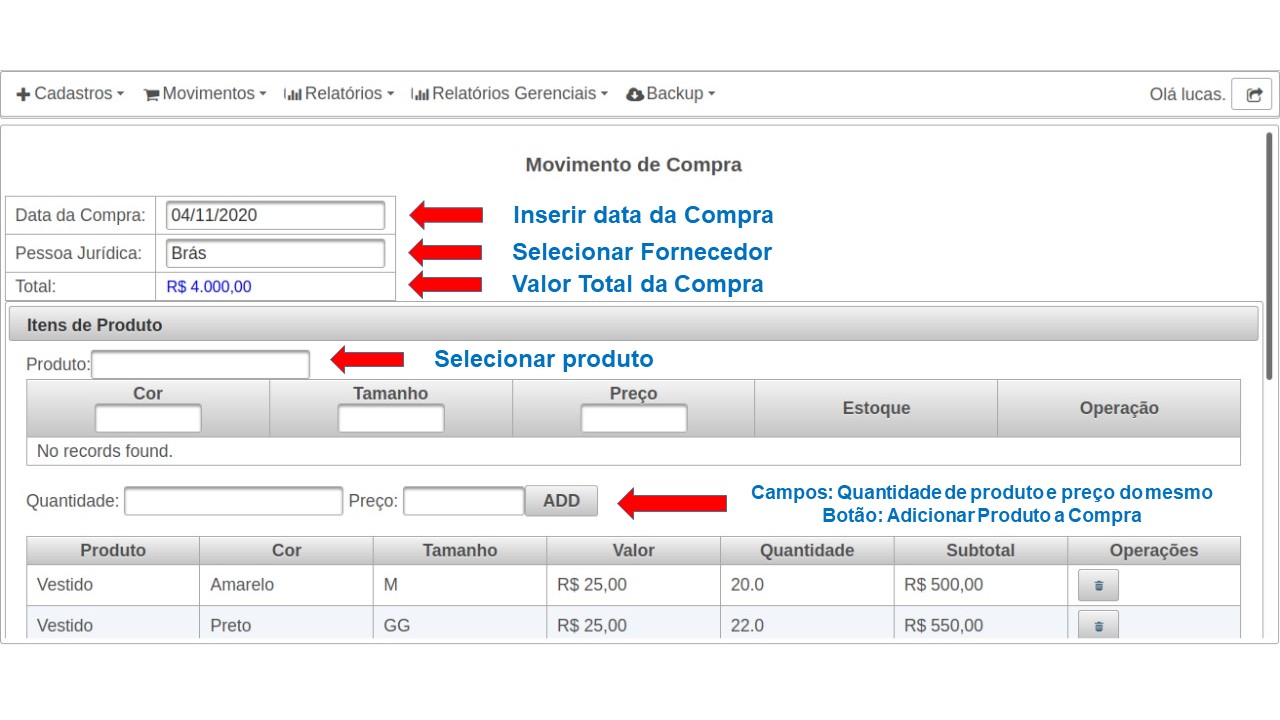 Cadastros Movimentos Relatórios Relatórios Gerenciais Backup Olá lucas.
Movimento de Compra
Data da Compra: 04/11/2020 Inserir data da Compra
Pessoa Jurídica: Brás Selecionar Fornecedor
Total: R$ 4.000,00 Valor Total da Compra
Itens de Produto
Produto: Selecionar produto
Cor Tamanho Preço Estoque Operação
No records found.
Quantidade: Preço: ADD
Campos: Quantidade de produto e preço do mesmo
Botão: Adicionar Produto a Compra
Produto Cor Tamanho Valor Quantidade Subtotal Operações
Vestido Amarelo M R$ 25,00 20.0 R$ 500,00
Vestido Preto GG R$ 25,00 22.0 R$ 550,00